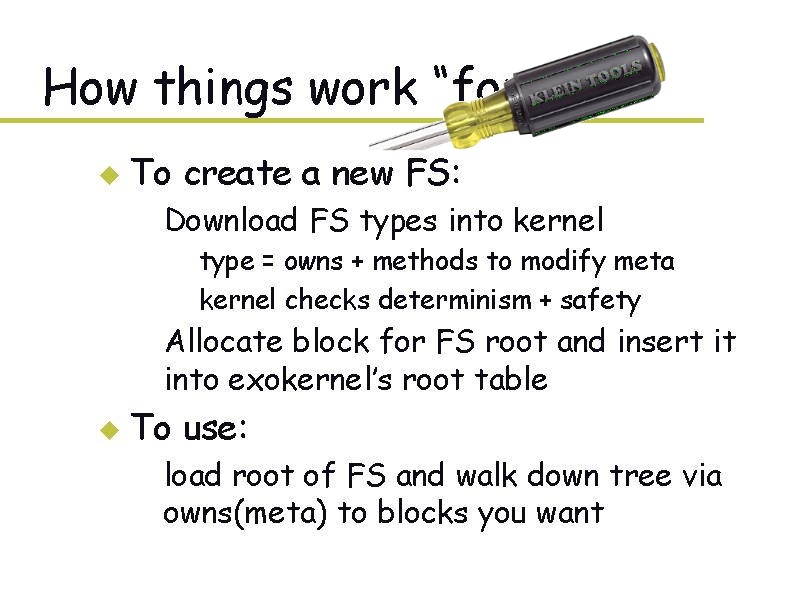 How things work “fo
KLEIN TOOLS
To create a new FS:
Download FS types into kernel
type = owns + methods to modify meta
kernel checks determinism + safety
Allocate block for FS root and insert it
into exokernel’s root table
To use:
load root of FS and walk down tree via
owns(meta) to blocks you want